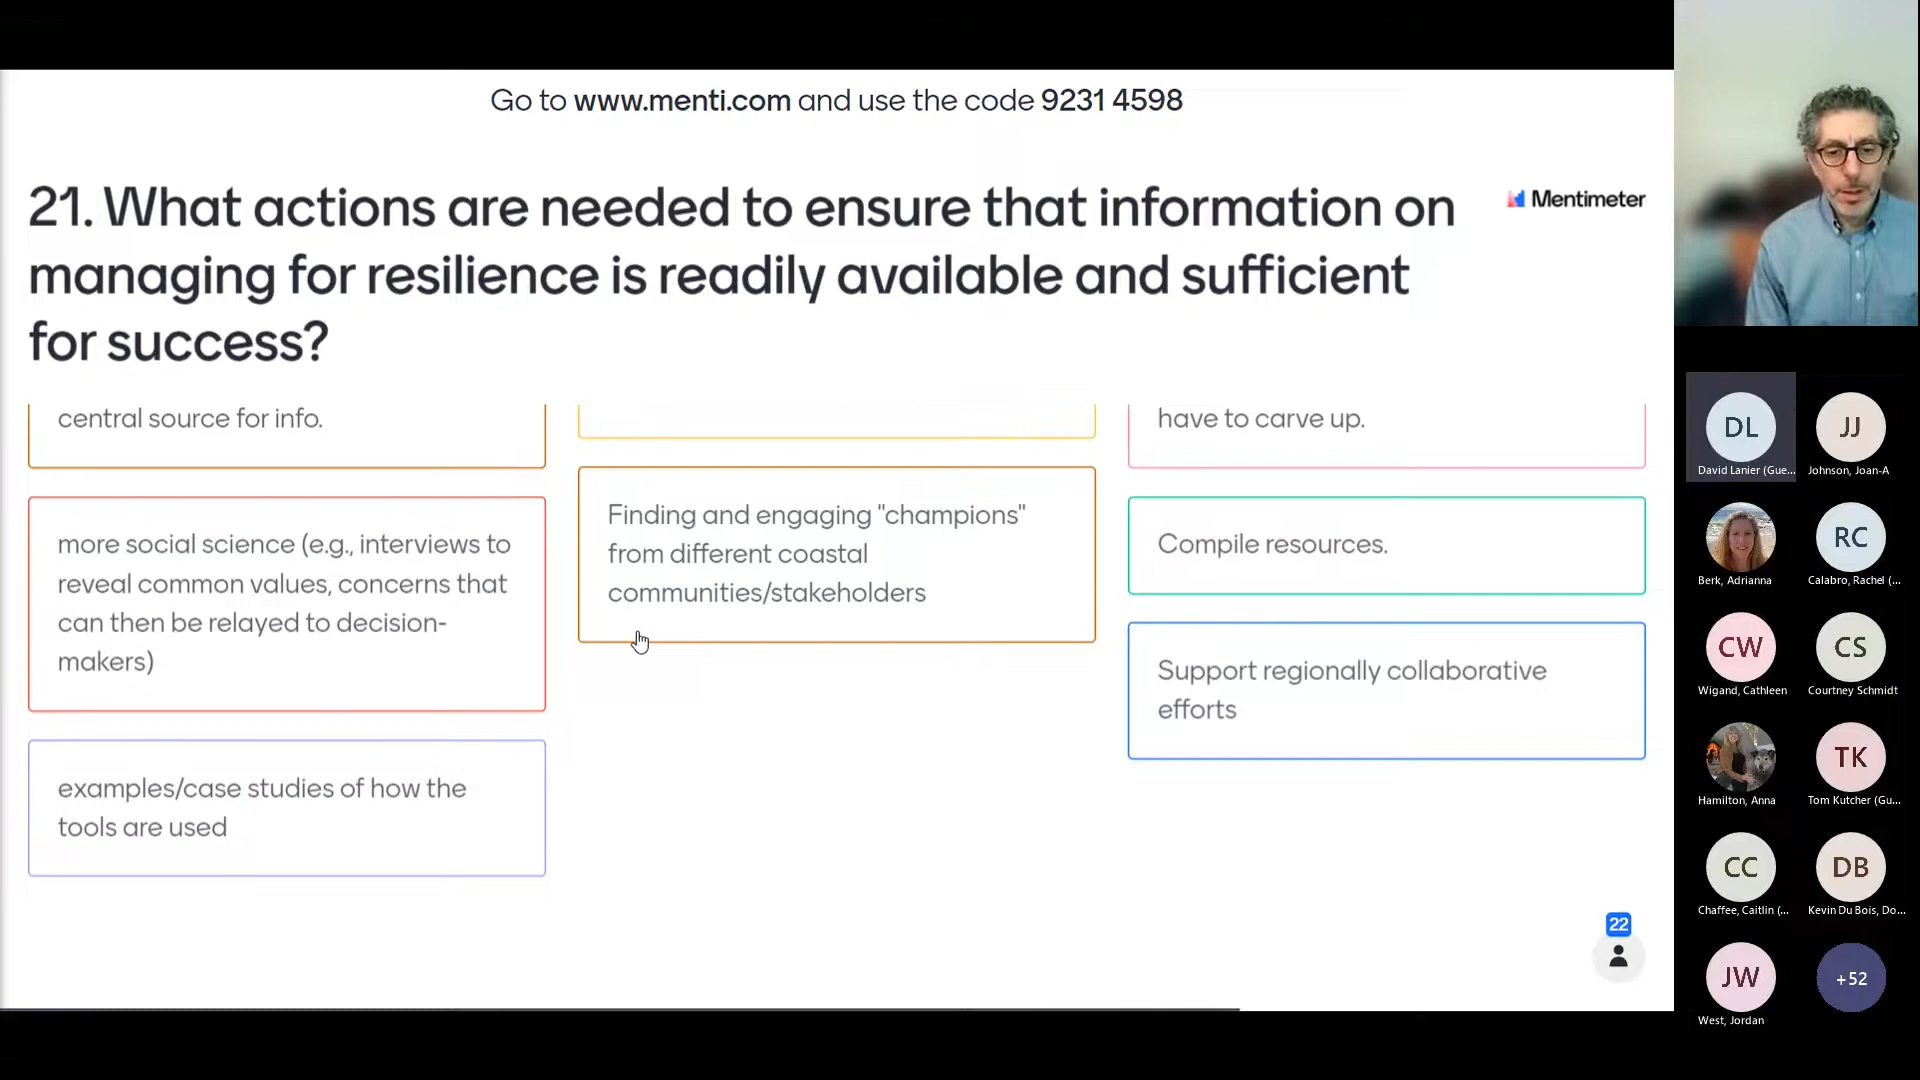 Go to www.menti.com and use the code 9231 4598
21. What actions are needed to ensure that information on
managing for resilience is readily available and sufficient
for success?
Mentimeter
central source for info.
more social science (e.g., interviews to
reveal common values, concerns that
can then be relayed to decision-
makers)
examples/case studies of how the
tools are used
Finding and engaging "champions"
from different coastal
communities/stakeholders
have to carve up.
Compile resources.
Support regionally collaborative
efforts
22
DL
David Lanier (Gue...
JJ
Johnson, Joan-A
Berk, Adrianna
RC
Calabro, Rachel (...
CW
Wigand, Cathleen
CS
Courtney Schmidt
Hamilton, Anna
TK
Tom Kutcher (Gu...
CC
Chaffee, Caitlin (...
DB
Kevin Du Bois, Do...
JW
West, Jordan
+52